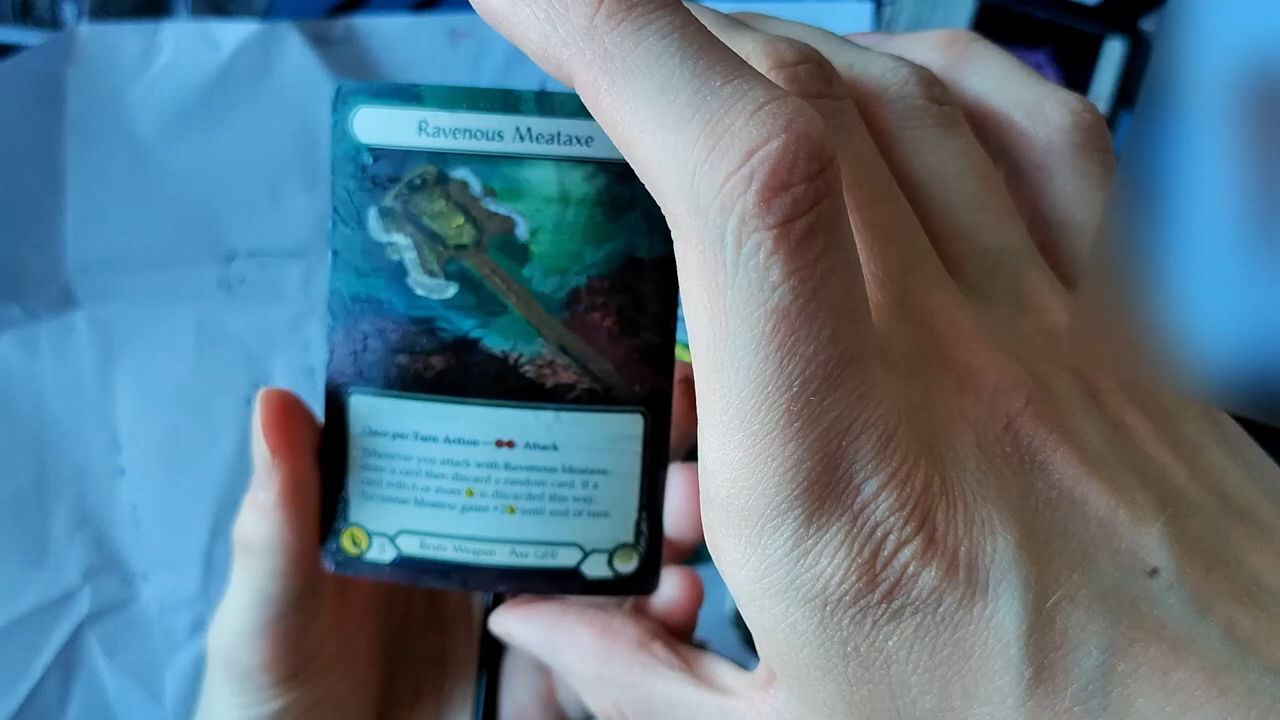 Ravenous Meataxe
Once per Turn Action — Attack
Whenever you attack with Ravenous Meataxe,
draw a card then discard a random card. If a
card with 6 or more is discarded this way,
Ravenous Meataxe gains +2 until end of turn.
3
Brute Weapon - Axe (2H)